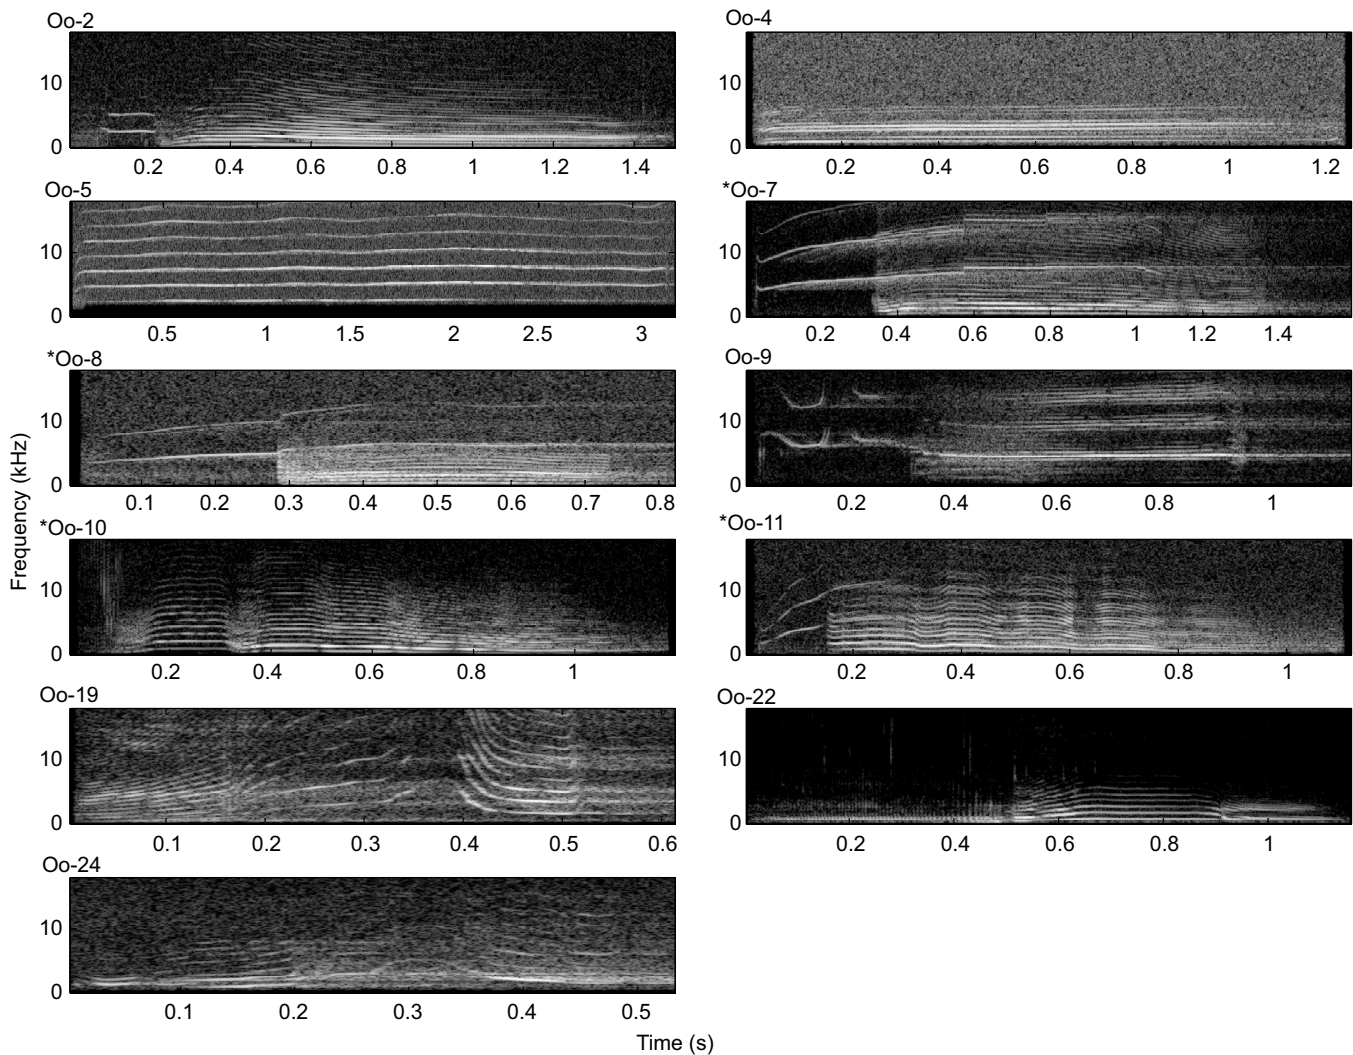 Oo-2
10
0
0.2 0.4 0.6 0.8 1 1.2 1.4
Oo-4
10
0
0.2 0.4 0.6 0.8 1 1.2
Oo-5
10
0
0.5 1 1.5 2 2.5 3
*Oo-7
10
0
0.2 0.4 0.6 0.8 1 1.2 1.4
*Oo-8
10
0
0.1 0.2 0.3 0.4 0.5 0.6 0.7 0.8
Oo-9
10
0
0.2 0.4 0.6 0.8 1
*Oo-10
10
0
0.2 0.4 0.6 0.8 1
*Oo-11
10
0
0.2 0.4 0.6 0.8 1
Oo-19
10
0
0.1 0.2 0.3 0.4 0.5 0.6
Oo-22
10
0
0.2 0.4 0.6 0.8 1
Oo-24
10
0
0.1 0.2 0.3 0.4 0.5
Frequency (kHz)
Time (s)